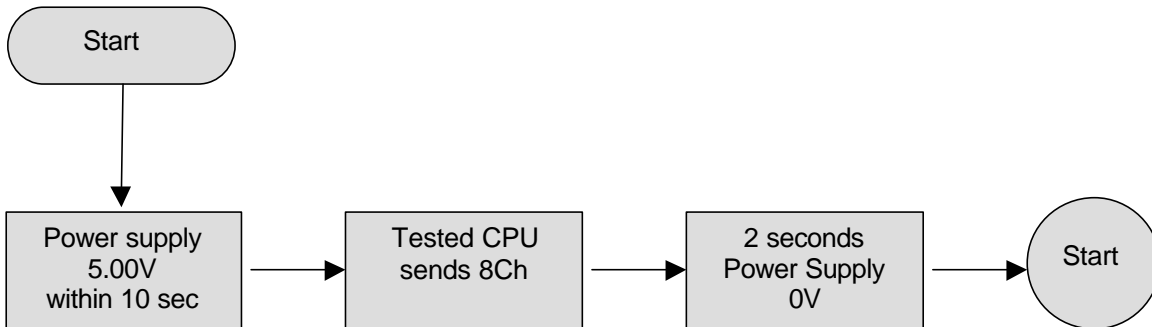 Start
Power supply
5.00V
within 10 sec
Tested CPU
sends 8Ch
2 seconds
Power Supply
0V
Start